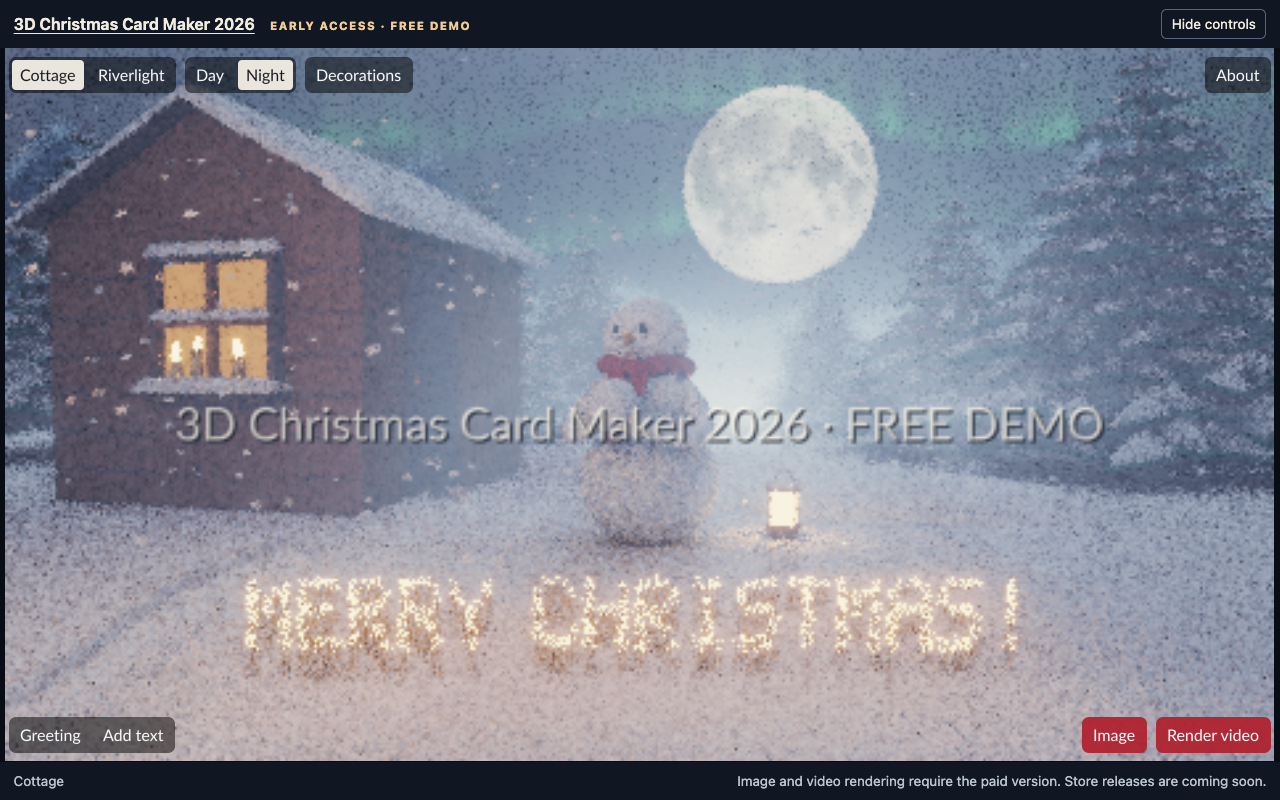 3D Christmas Card Maker 2026 EARLY ACCESS · FREE DEMO Hide controls
Cottage Riverlight Day Night Decorations About
3D Christmas Card Maker 2026 · FREE DEMO
MERRY CHRISTMAS!
Greeting Add text Image Render video
Cottage Image and video rendering require the paid version. Store releases are coming soon.